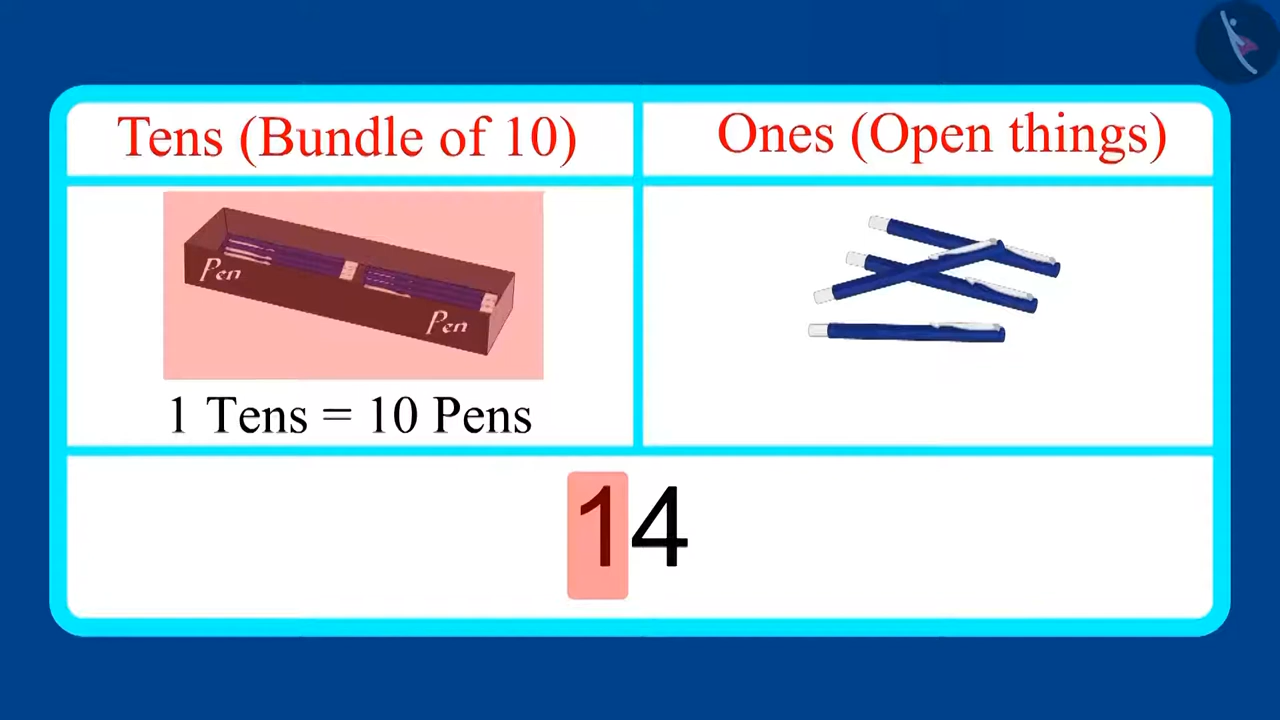 Tens (Bundle of 10)
Ones (Open things)
Pen
Pen
1 Tens = 10 Pens
14